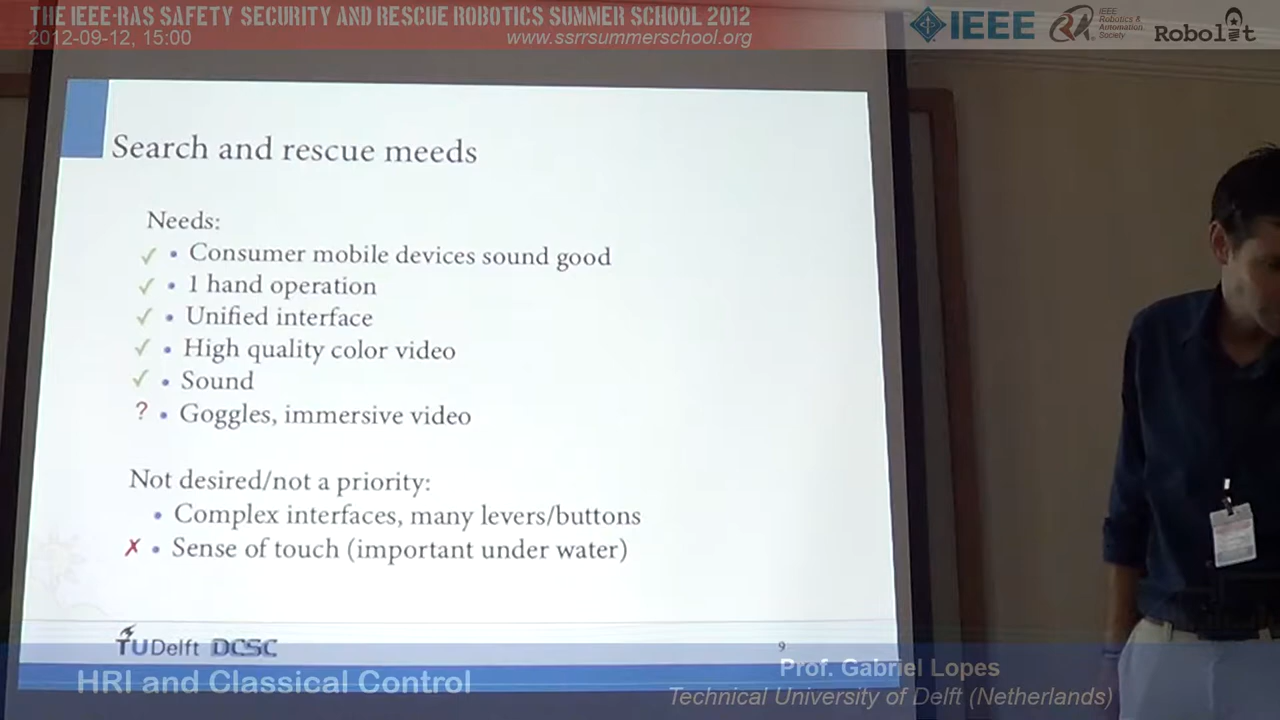 THE IEEE-RAS SAFETY SECURITY AND RESCUE ROBOTICS SUMMER SCHOOL 2012
2012-09-12, 15:00
www.ssrrsummerschool.org
IEEE
IEEE
Robotics &
Automation
Society
Robolit
Search and rescue meeds
Needs:
✓ • Consumer mobile devices sound good
✓ • 1 hand operation
✓ • Unified interface
✓ • High quality color video
✓ • Sound
? • Goggles, immersive video
Not desired/not a priority:
• Complex interfaces, many levers/buttons
✗ • Sense of touch (important under water)
TU Delft DCSC
9
HRI and Classical Control
Prof. Gabriel Lopes
Technical University of Delft (Netherlands)